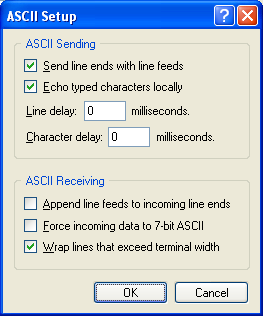 ASCII Setup
ASCII Sending
Send line ends with line feeds
Echo typed characters locally
Line delay: 0 milliseconds.
Character delay: 0 milliseconds.
ASCII Receiving
Append line feeds to incoming line ends
Force incoming data to 7-bit ASCII
Wrap lines that exceed terminal width
OK Cancel